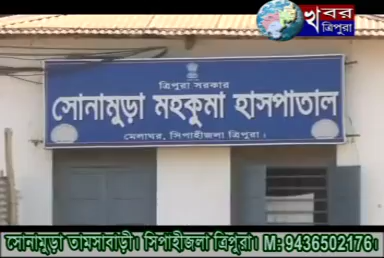 খবর
ত্রিপুরা
ত্রিপুরা সরকার
সোনামুড়া মহকুমা হাসপাতাল
মেলাঘর, সিপাহীজলা ত্রিপুরা ।
সোনামুড়া তামসাবাড়ী। সিপাহীজলা ত্রিপুরা। M: 9436502176।